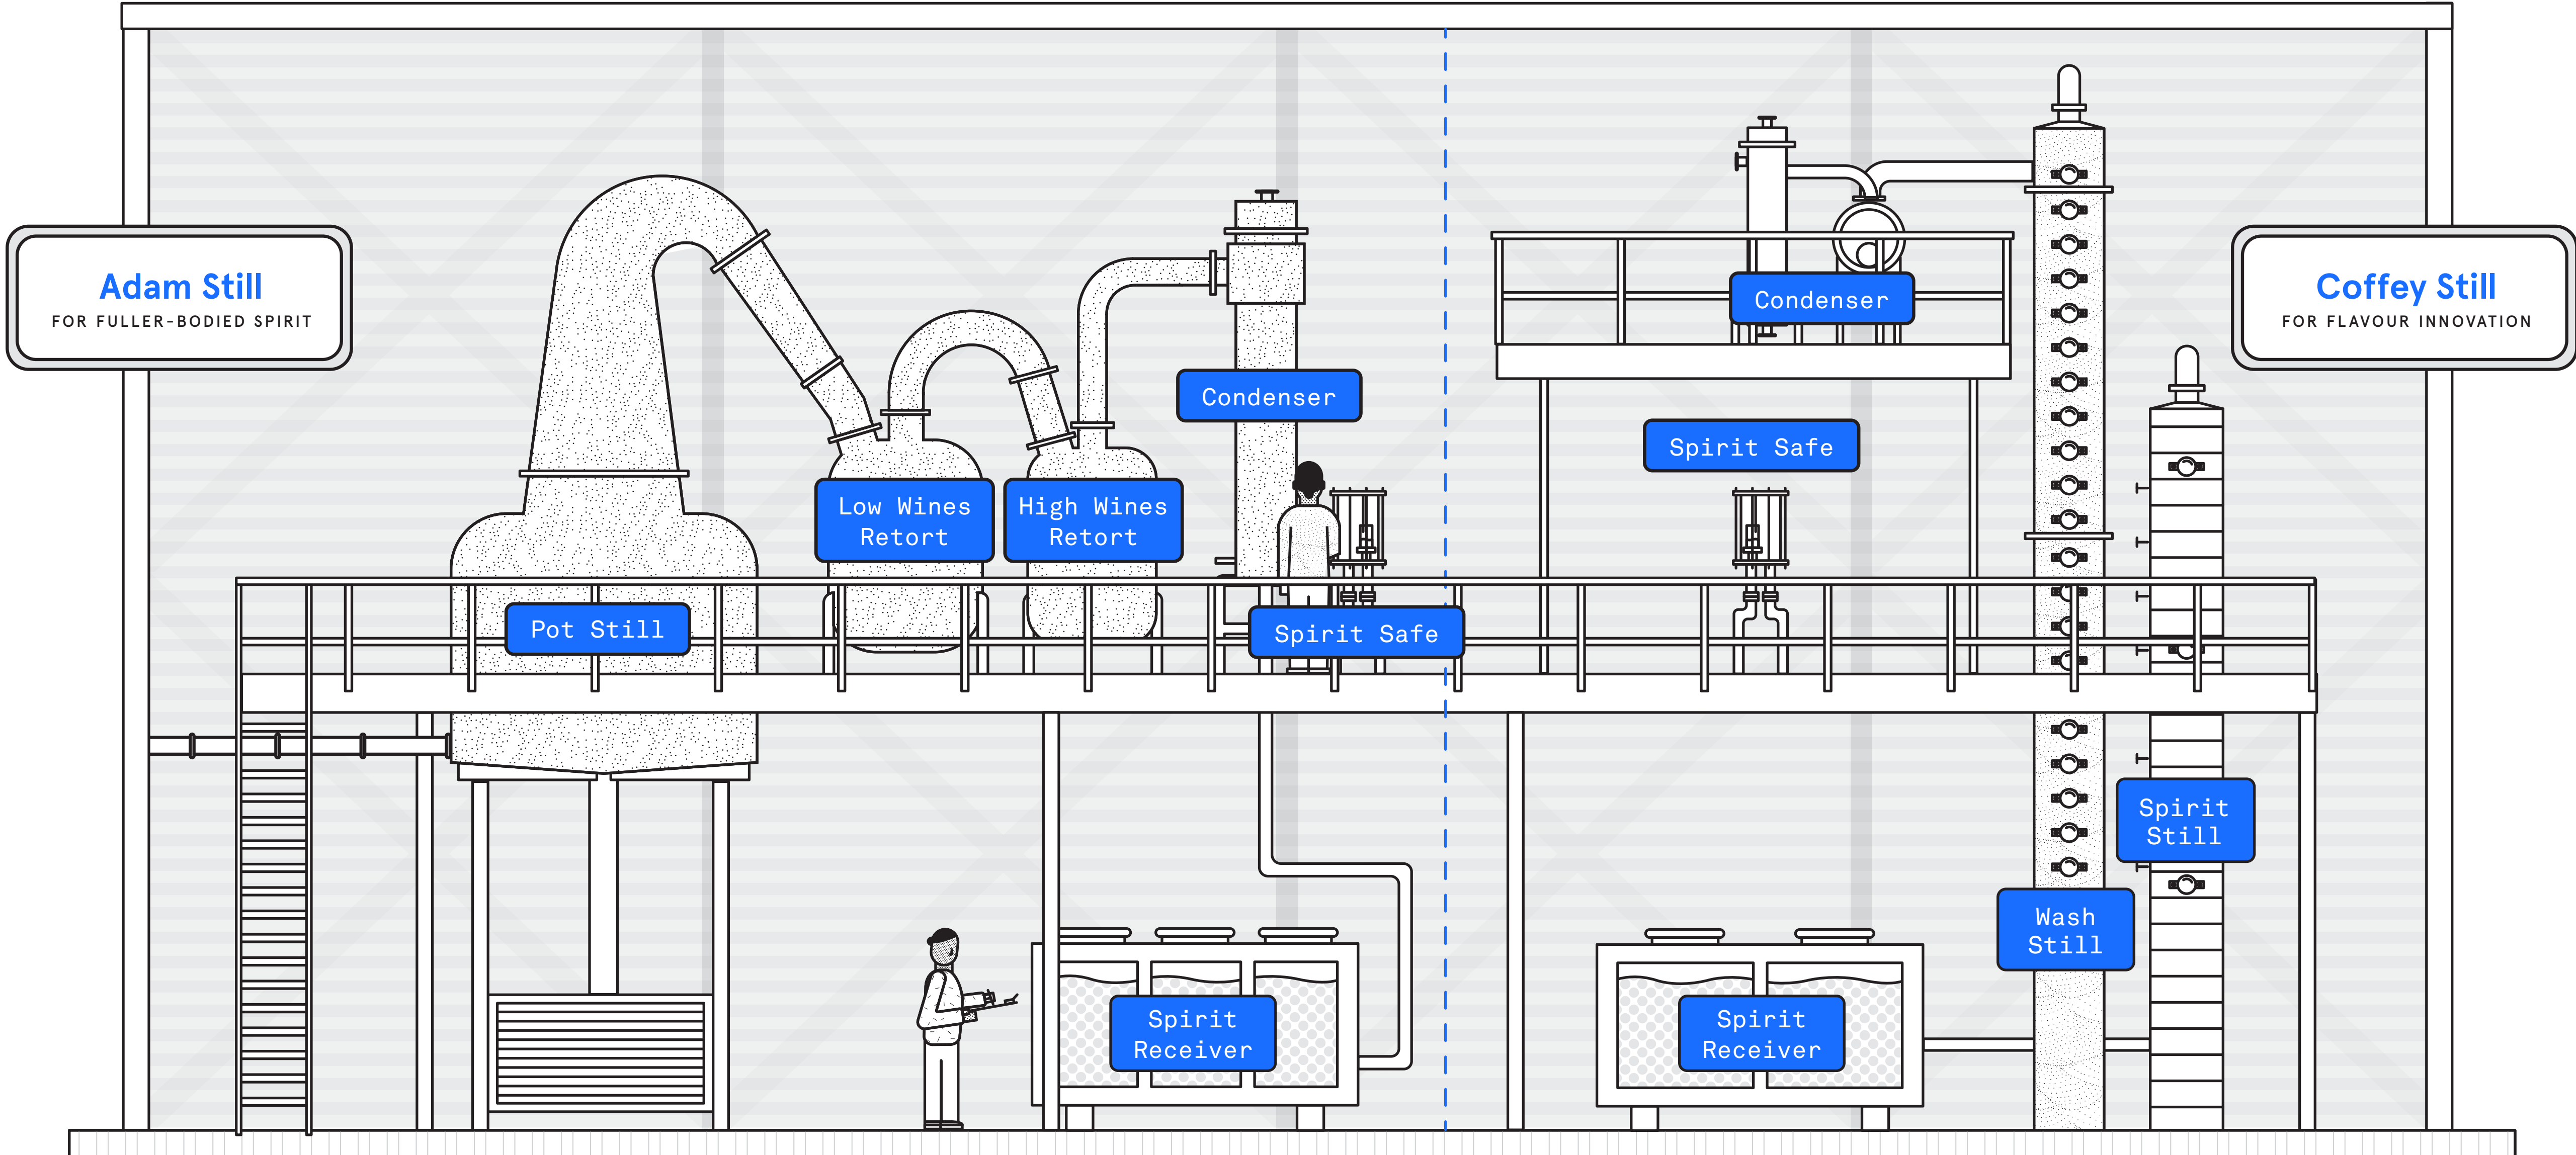 Adam Still
FOR FULLER-BODIED SPIRIT
Pot Still
Low Wines
Retort
High Wines
Retort
Condenser
Spirit Safe
Spirit
Receiver
Coffey Still
FOR FLAVOUR INNOVATION
Condenser
Spirit Safe
Spirit
Still
Wash
Still
Spirit
Receiver